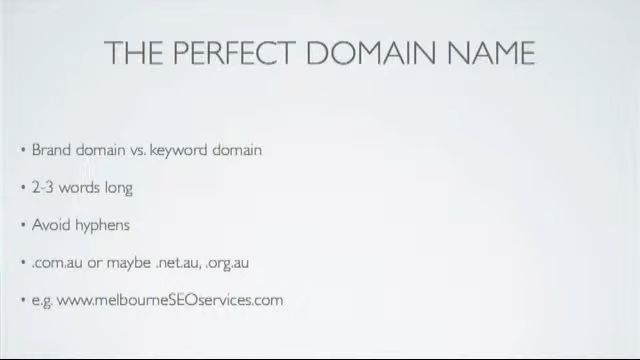 THE PERFECT DOMAIN NAME
• Brand domain vs. keyword domain
• 2-3 words long
• Avoid hyphens
• .com.au or maybe .net.au, .org.au
• e.g. www.melbourneSEOservices.com